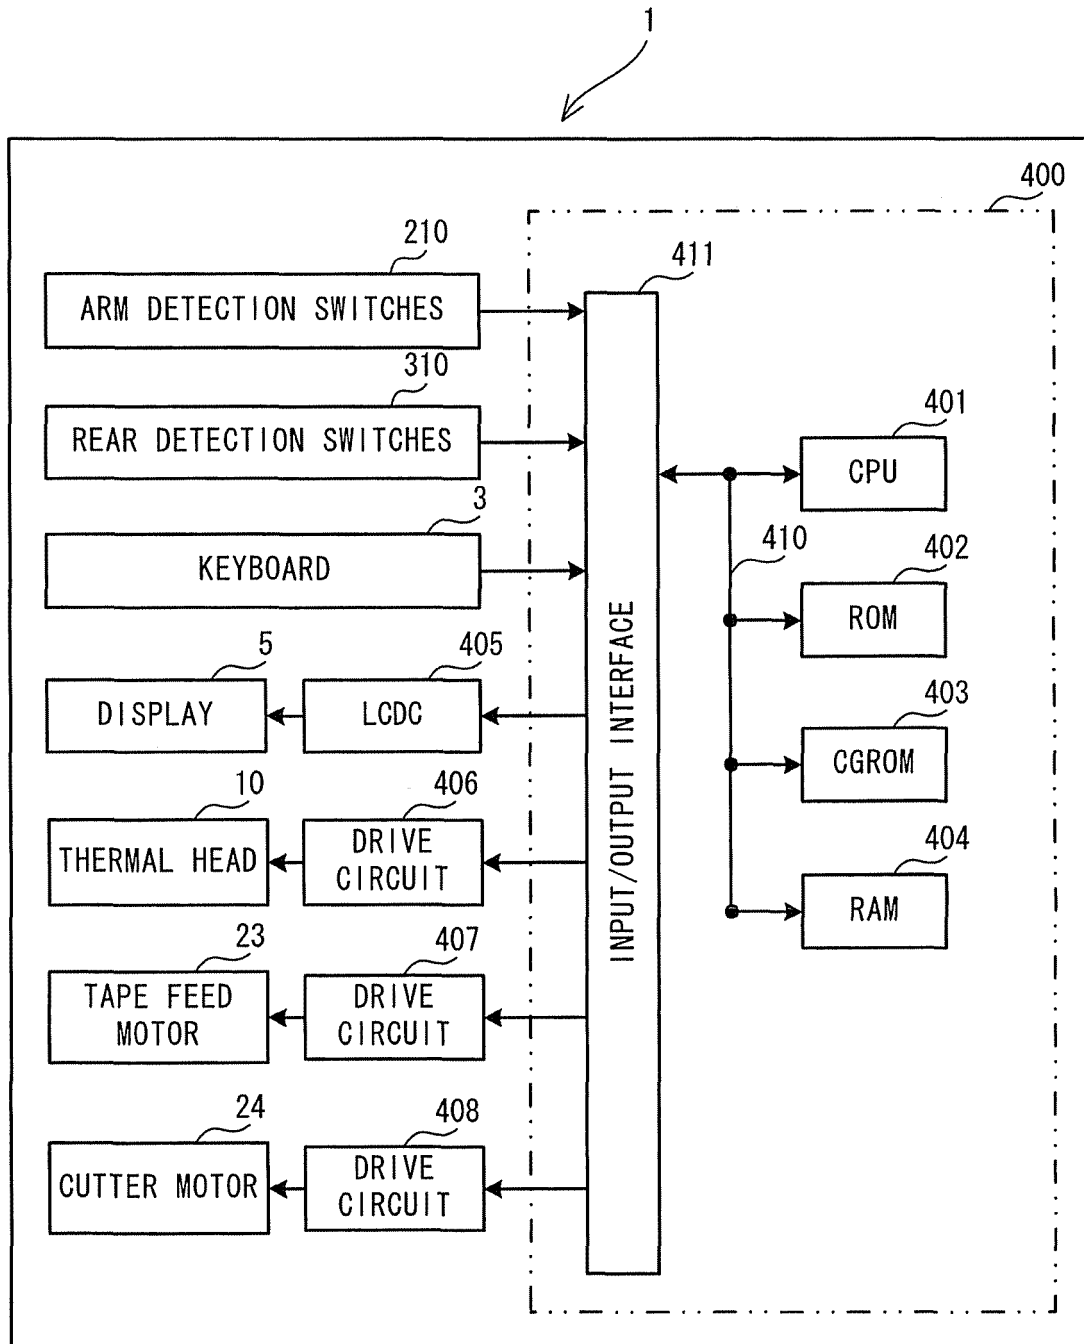 1
400
210
411
ARM DETECTION SWITCHES
310
REAR DETECTION SWITCHES
401
CPU
3
KEYBOARD
410
402
ROM
5
405
DISPLAY
LCDC
403
CGROM
10
406
THERMAL HEAD
DRIVE
CIRCUIT
404
RAM
INPUT/OUTPUT INTERFACE
23
407
TAPE FEED
MOTOR
DRIVE
CIRCUIT
24
408
CUTTER MOTOR
DRIVE
CIRCUIT